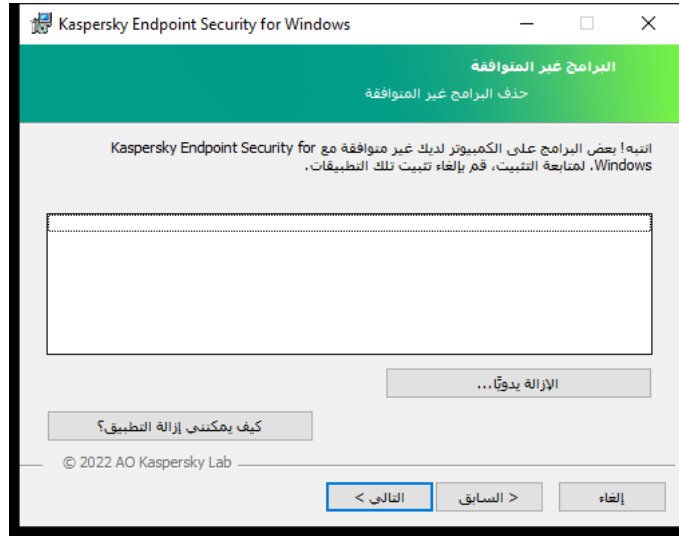 Kaspersky Endpoint Security for Windows
البرامج غير المتوافقة
حذف البرامج غير المتوافقة
انتبه! بعض البرامج على الكمبيوتر لديك غير متوافقة مع Kaspersky Endpoint Security for
Windows. لمتابعة التثبيت، قم بإلغاء تثبيت تلك التطبيقات.
الإزالة يدويًّا...
كيف يمكنني إزالة التطبيق؟
© 2022 AO Kaspersky Lab
إلغاء
< السابق
التالي >